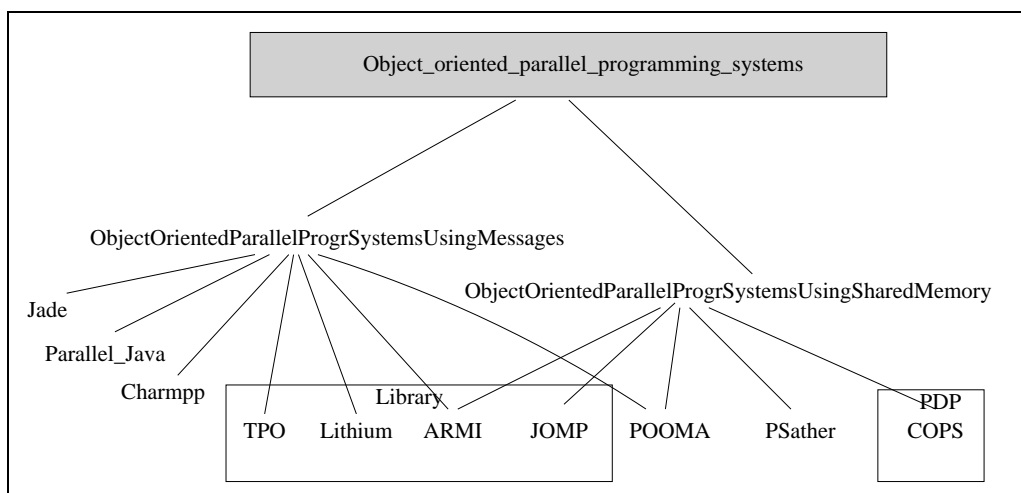 Object_oriented_parallel_programming_systems
ObjectOrientedParallelProgrSystemsUsingMessages
ObjectOrientedParallelProgrSystemsUsingSharedMemory
Jade
Parallel_Java
Charmpp
Library
PDP
TPO Lithium ARMI JOMP POOMA PSather COPS